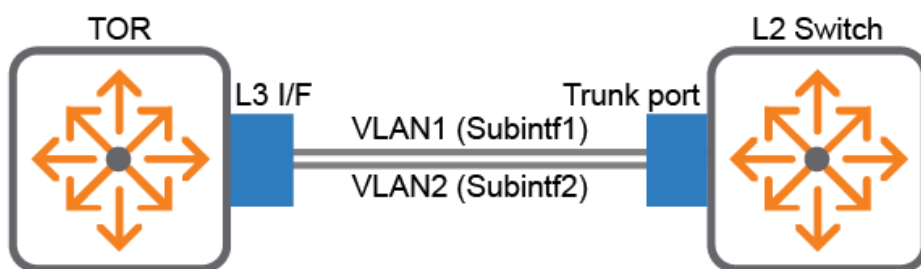 TOR
L2 Switch
L3 I/F
Trunk port
VLAN1 (Subintf1)
VLAN2 (Subintf2)